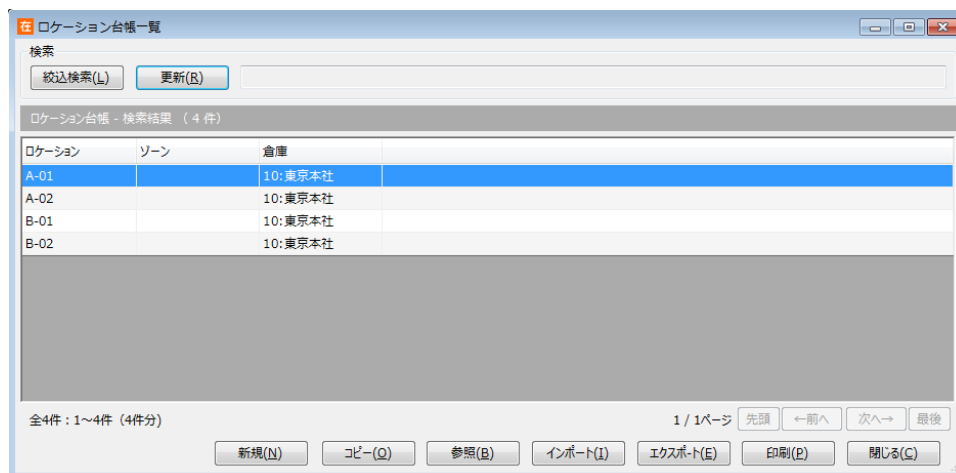 在 ロケーション台帳一覧
検索
絞込検索(L) 更新(R)
ロケーション台帳 - 検索結果 （ 4 件）
ロケーション ゾーン 倉庫
A-01 10:東京本社
A-02 10:東京本社
B-01 10:東京本社
B-02 10:東京本社
全4件：1～4件（4件分） 1 / 1ページ 先頭 ←前へ 次へ→ 最後
新規(N) コピー(O) 参照(B) インポート(I) エクスポート(E) 印刷(P) 閉じる(C)